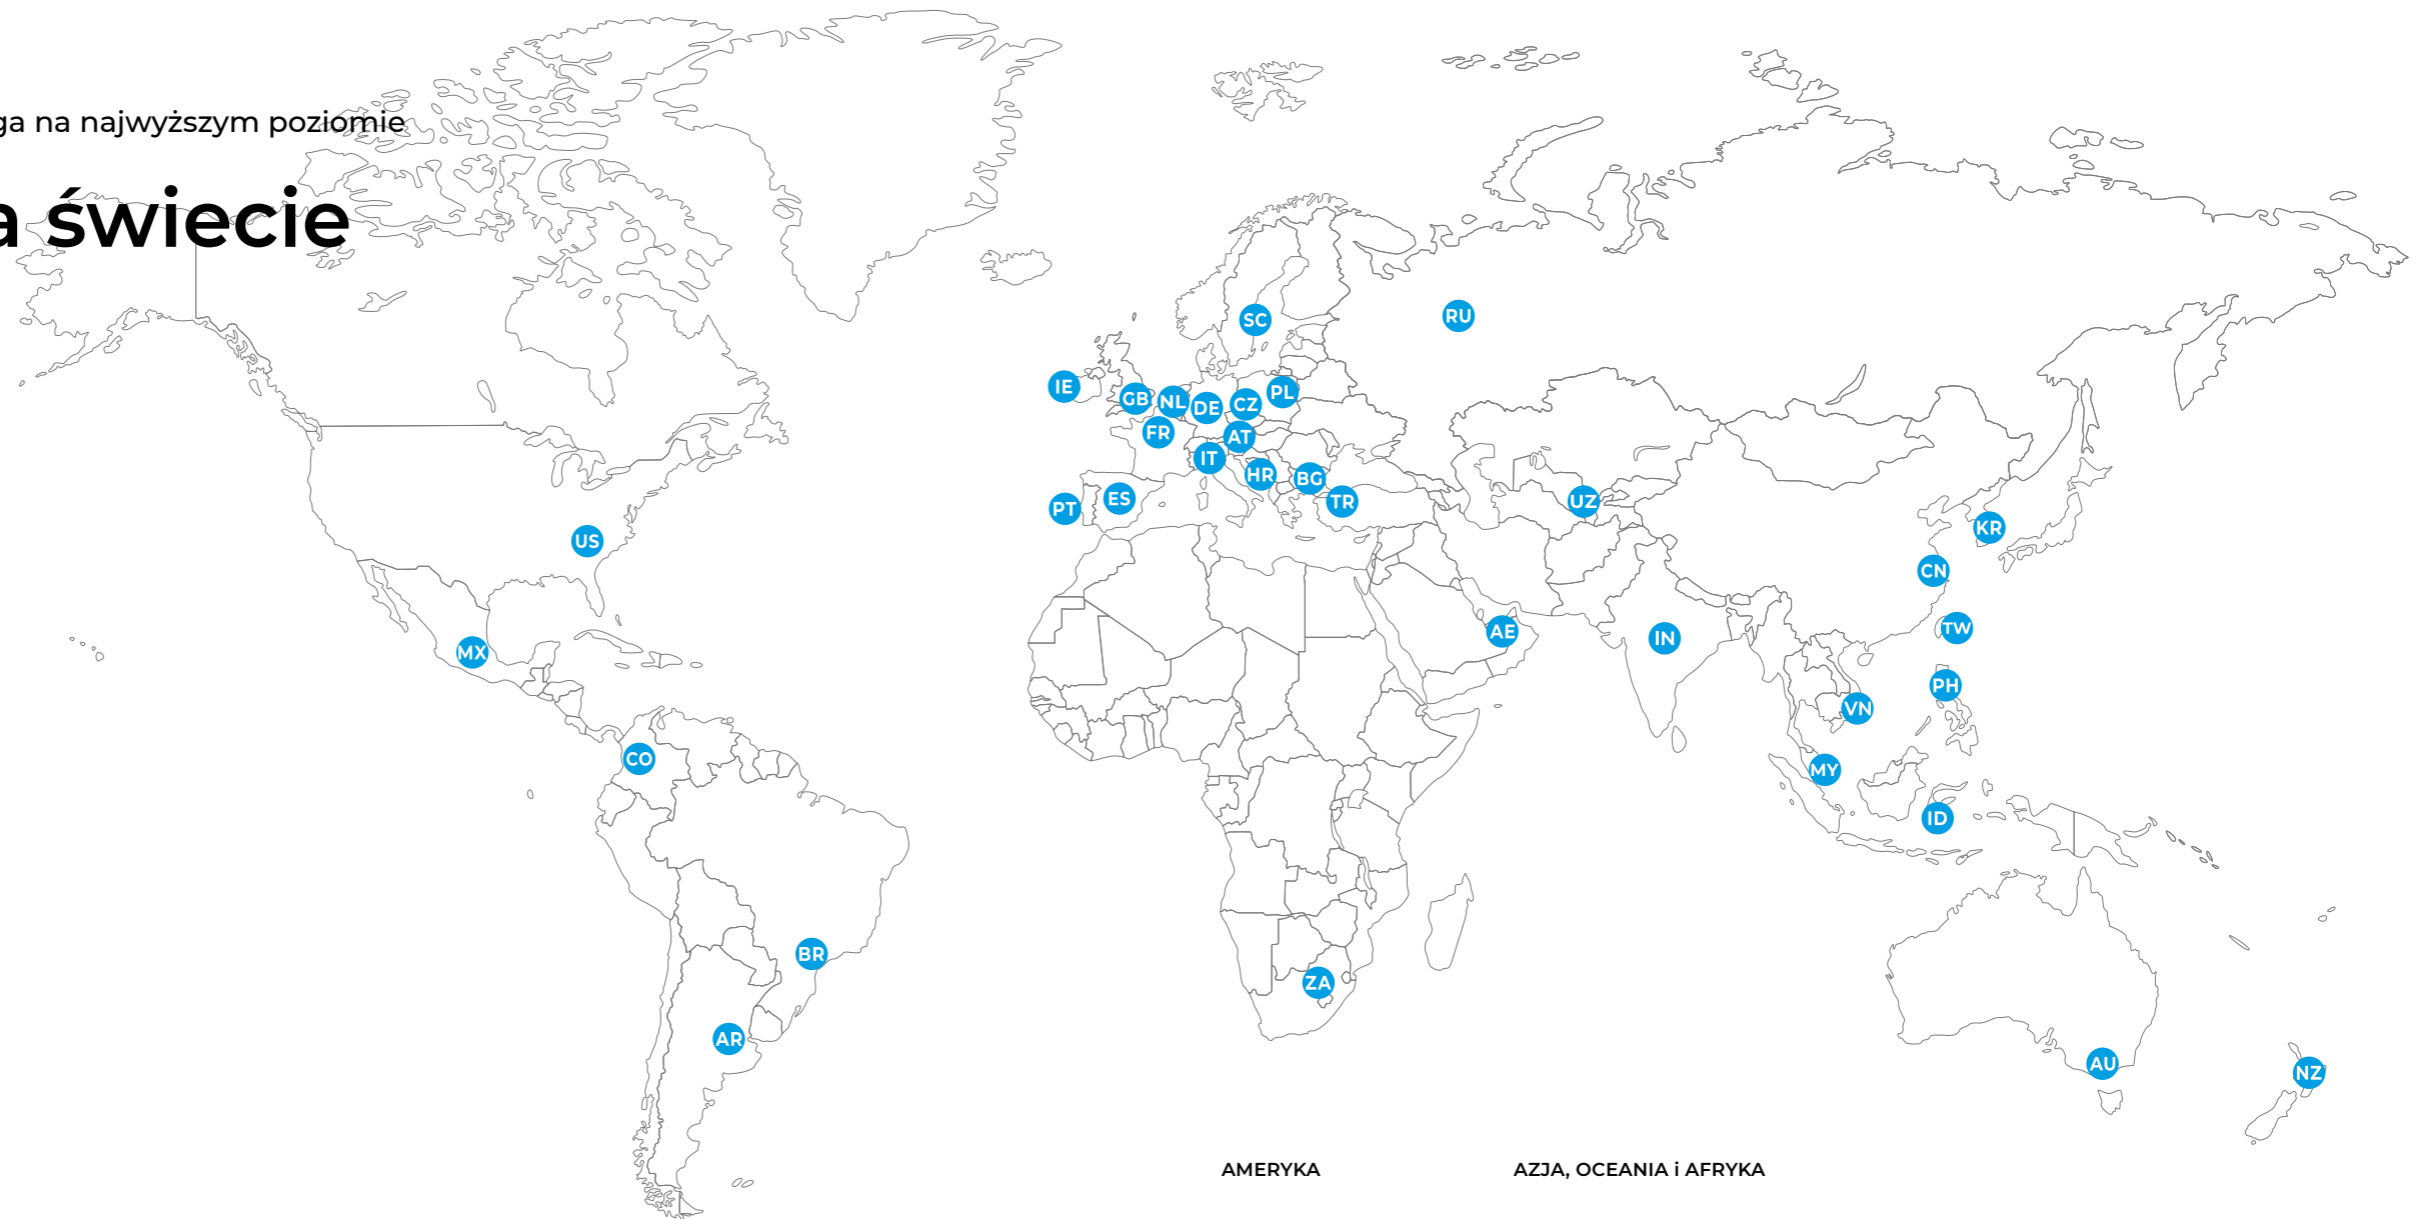 ga na najwyższym poziomie
a świecie
SC
RU
IE
GB
NL
DE
CZ
PL
FR
AT
IT
HR
BG
PT
ES
TR
UZ
US
KR
CN
MX
AE
IN
TW
PH
VN
CO
MY
ID
BR
ZA
AR
AU
NZ
AMERYKA
AZJA, OCEANIA i AFRYKA